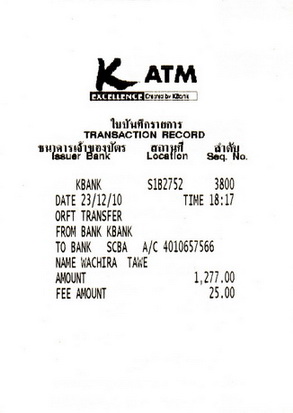 K ATM
EXCELLENCE Created by KBank
ใบบันทึกรายการ
TRANSACTION RECORD
ธนาคารเจ้าของบัตร สถานที่ ลำดับ
Issuer Bank Location Seq. No.
KBANK S1B2752 3800
DATE 23/12/10 TIME 18:17
ORFT TRANSFER
FROM BANK KBANK
TO BANK SCBA A/C 4010657566
NAME WACHIRA TAWE
AMOUNT 1,277.00
FEE AMOUNT 25.00